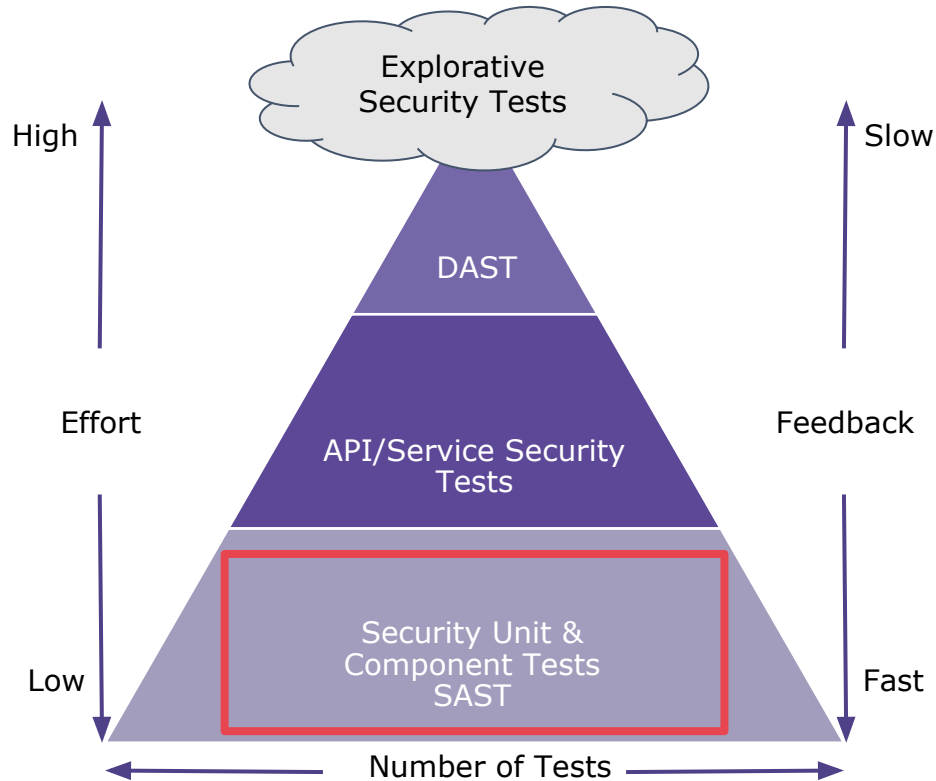 Explorative
Security Tests
High
Slow
DAST
Effort
Feedback
API/Service Security
Tests
Security Unit &
Component Tests
SAST
Low
Fast
Number of Tests